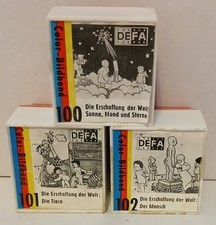 Color-Bildband
DEFA
100
Die Erschaffung der Welt:
Sonne, Mond und Sterne
Color-Bildband
DEFA
101
Die Erschaffung der Welt:
Die Tiere
Color-Bildband
DEFA
102
Die Erschaffung der Welt:
Der Mensch